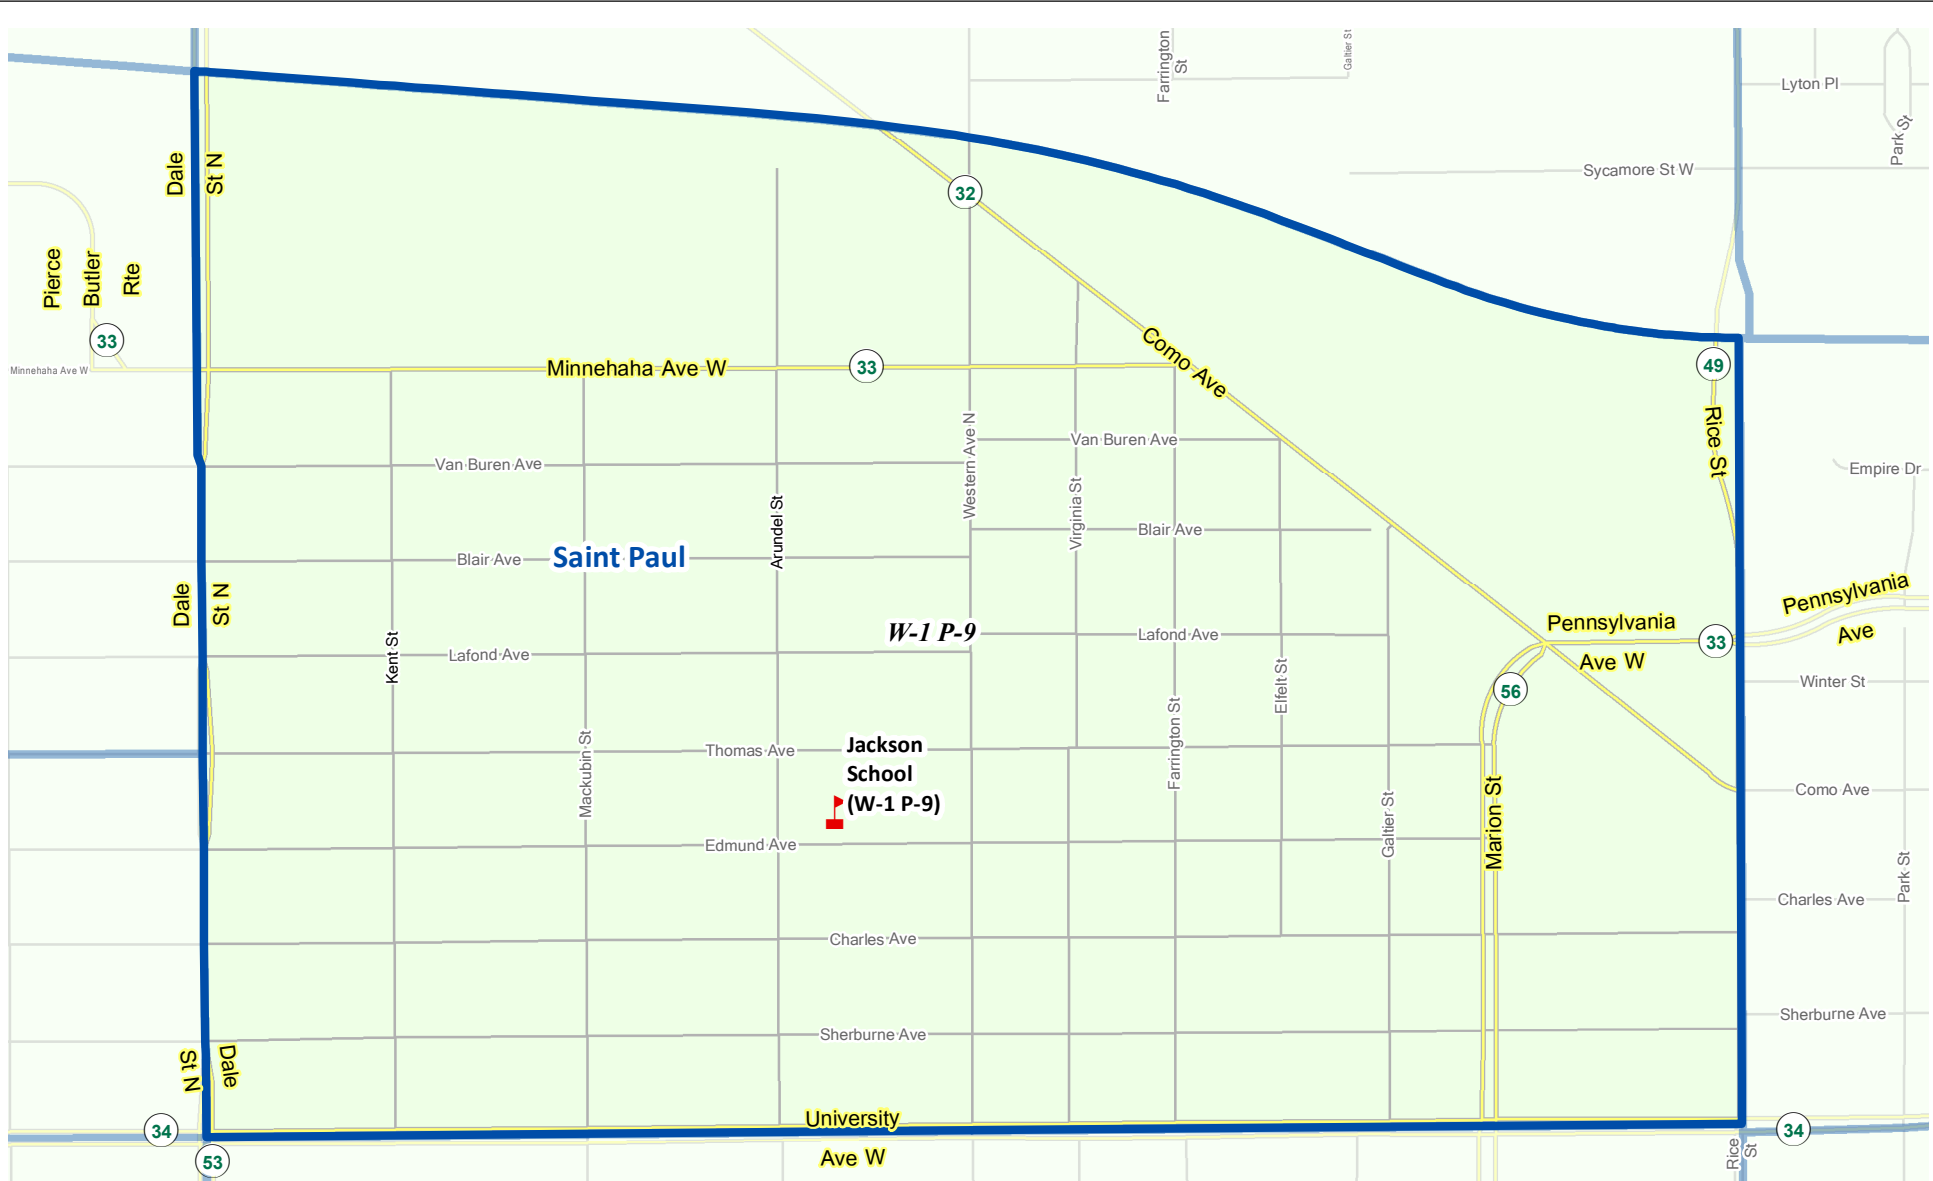 Farrington
St
Galtier St
Lyton Pl
Park St
Dale
St N
Sycamore St W
32
Pierce
Butler
Rte
33
Minnehaha Ave W
Minnehaha Ave W
33
Como Ave
49
Rice St
Van Buren Ave
Western Ave N
Van Buren Ave
Empire Dr
Virginia St
Arundel St
Blair Ave
Saint Paul
Blair Ave
Dale
St N
Pennsylvania
Ave
Pennsylvania
Ave W
33
W-1 P-9
Lafond Ave
Kent St
Lafond Ave
Elfelt St
56
Winter St
Farrington St
Mackubin St
Thomas Ave
Jackson
School
(W-1 P-9)
Como Ave
Galtier St
Marion St
Edmund Ave
Park St
Charles Ave
Charles Ave
Sherburne Ave
Sherburne Ave
Dale
St N
University
Ave W
34
53
34
Rice
St